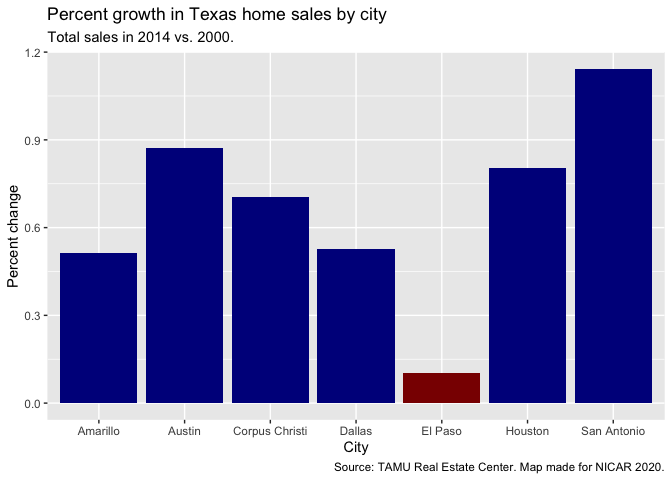 Percent growth in Texas home sales by city
Total sales in 2014 vs. 2000.
1.2
0.9
0.6
0.3
0.0
Percent change
Amarillo Austin Corpus Christi Dallas El Paso Houston San Antonio
City
Source: TAMU Real Estate Center. Map made for NICAR 2020.